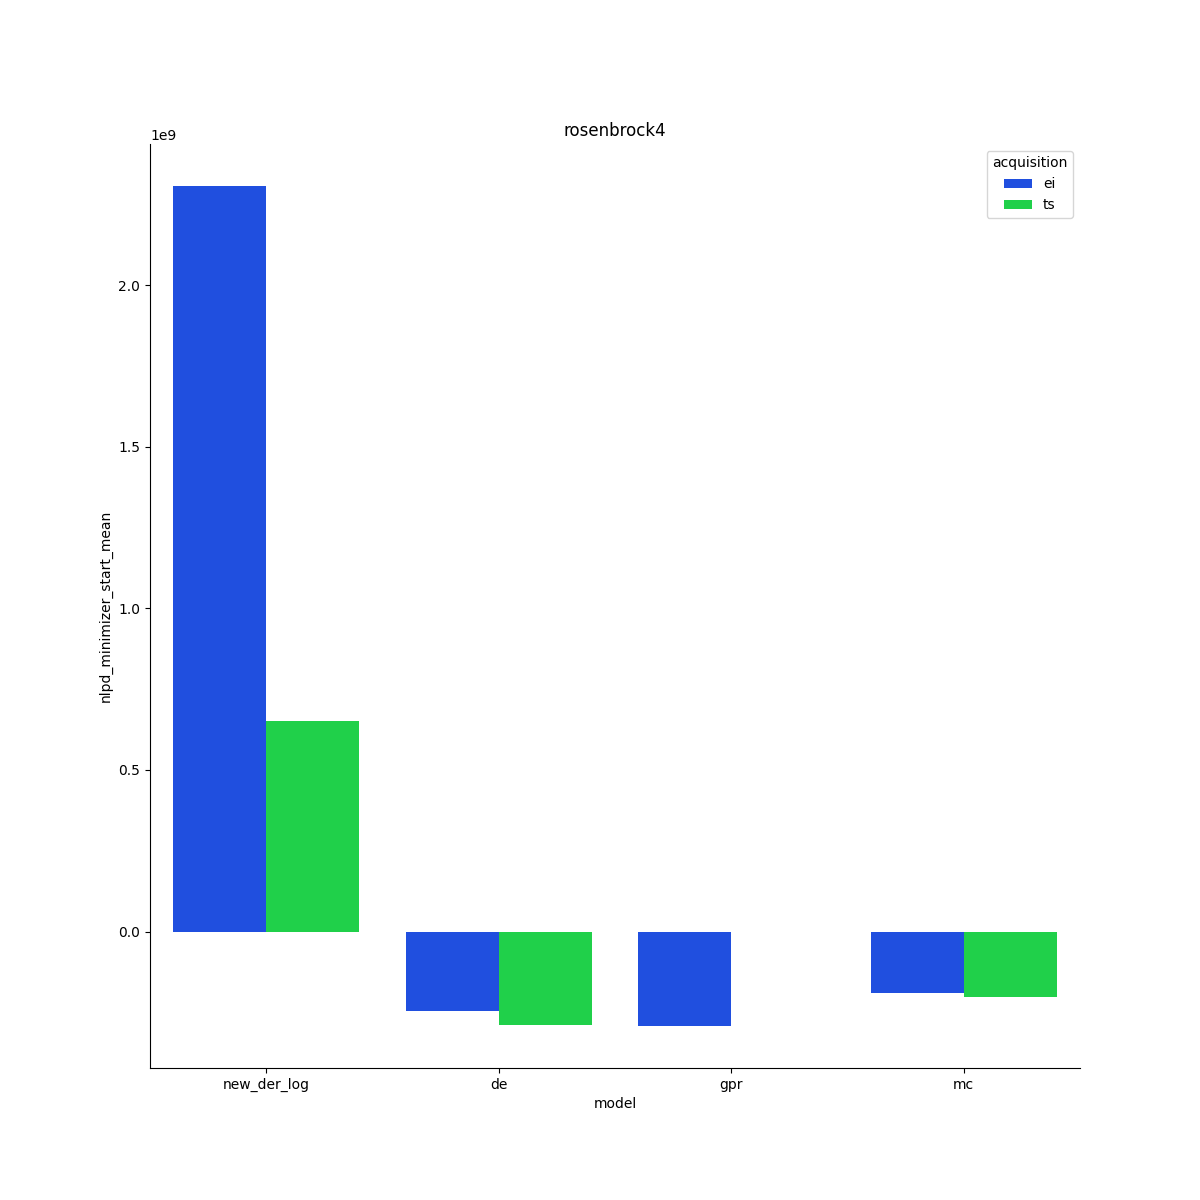 rosenbrock4
1e9
acquisition
ei
ts
2.0
1.5
1.0
0.5
0.0
nlpd_minimizer_start_mean
new_der_log
de
gpr
mc
model